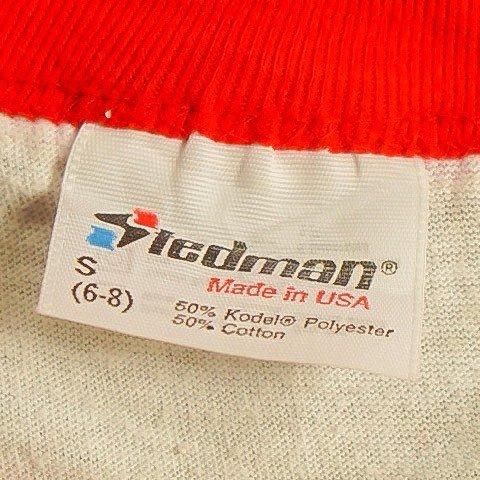 Stedman®
Made in USA
S
(6-8)
50% Kodel® Polyester
50% Cotton